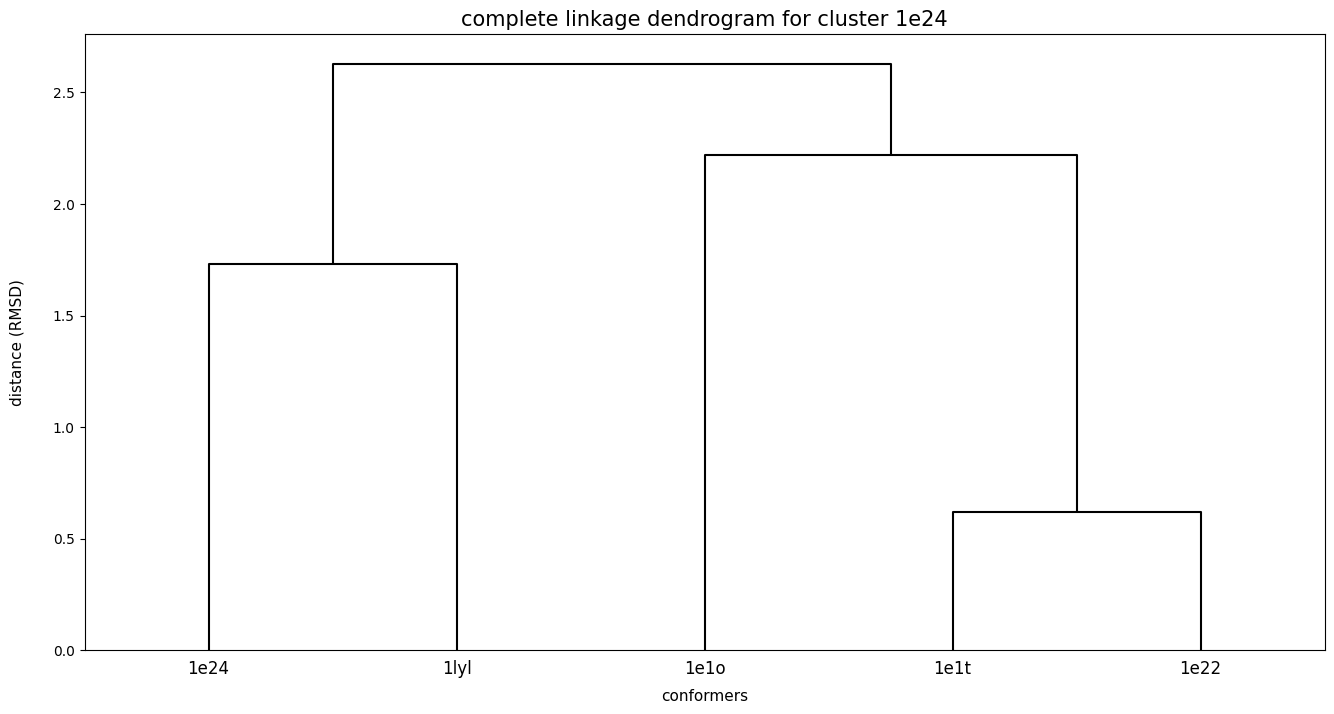 complete linkage dendrogram for cluster 1e24
2.5
2.0
1.5
1.0
0.5
0.0
distance (RMSD)
1e24 1lyl 1e1o 1e1t 1e22
conformers